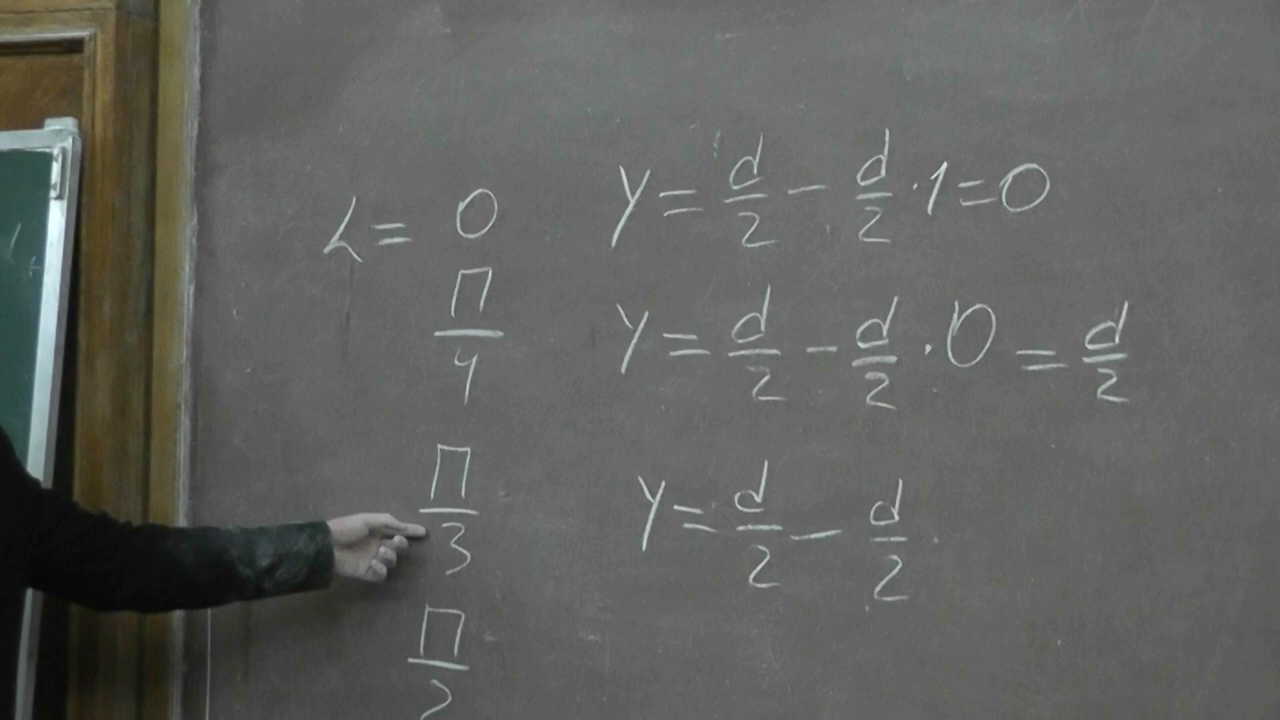 ∠ = 0    y = d/2 − d/2 · 1 = 0
П/4    y = d/2 − d/2 · 0 = d/2
П/3    y = d/2 − d/2 ·
П/2